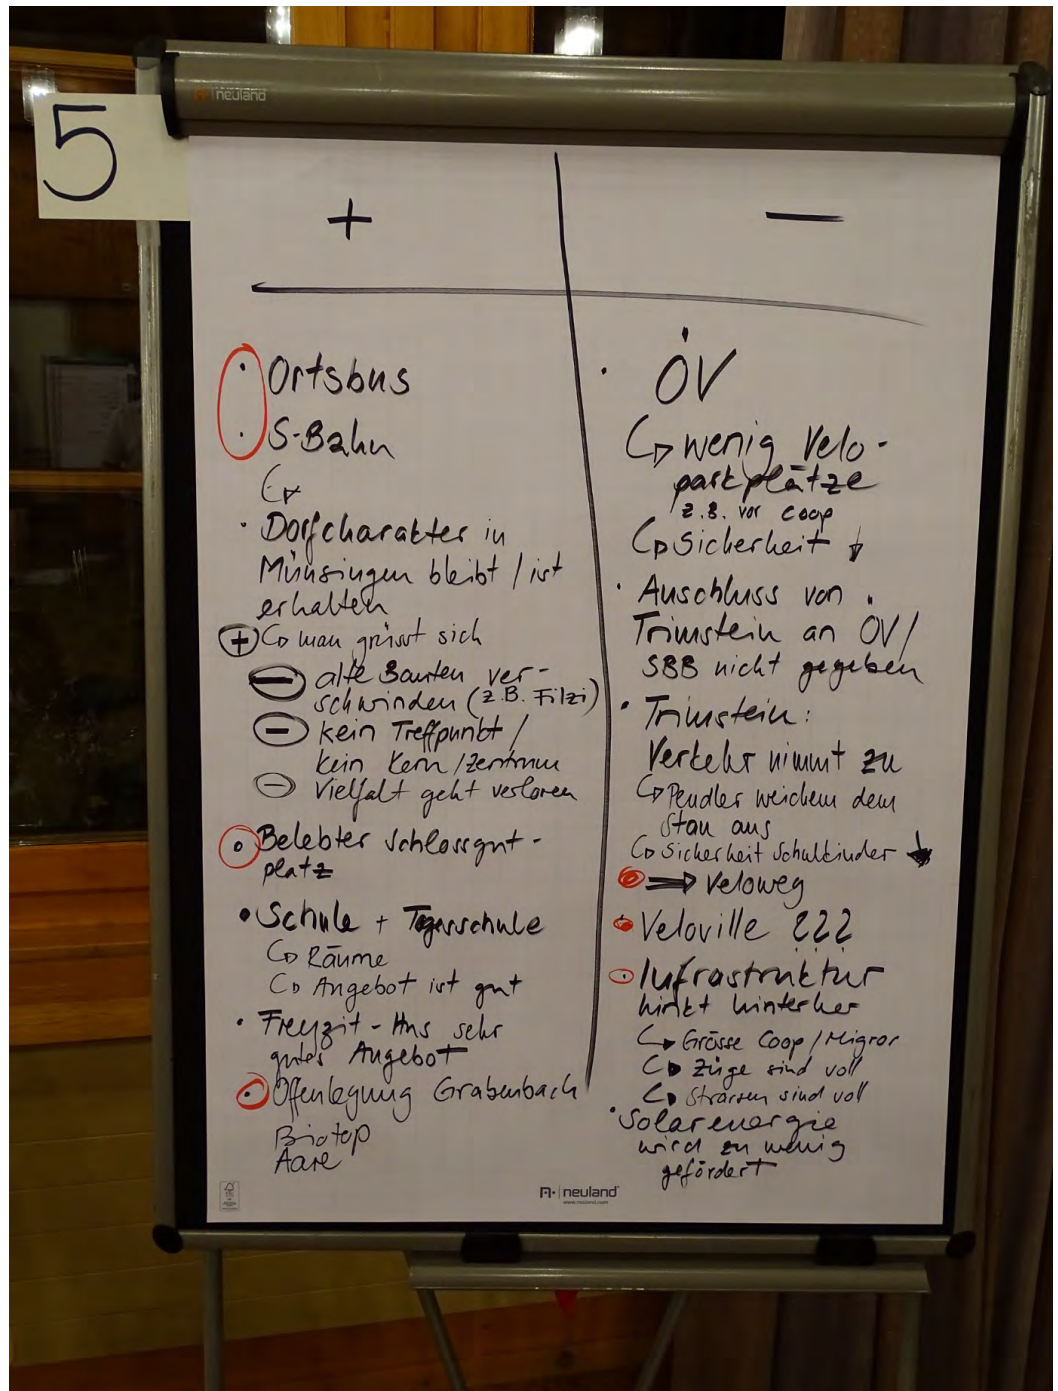 neuland
5
+
• Ortsbus
• S-Bahn
• Dorfcharakter in
Münsingen bleibt / ist
erhalten
+ man grüsst sich
- alte Bauten ver-
schwinden (z.B. Filzi)
- kein Treffpunkt /
kein Kern / Zentrum
- Vielfalt geht verloren
• Belebter Schlossgut-
platz
• Schule + Tagesschule
Räume
Angebot ist gut
• Freyzit-Hus sehr
gutes Angebot
• Offenlegung Grabenbach
Biotop
Aare
-
• ÖV
wenig Velo-
parkplätze
z.B. vor Coop
Sicherheit ↓
• Anschluss von
Trimstein an ÖV /
SBB nicht gegeben
• Trimstein:
Verkehr nimmt zu
Pendler weichem dem
Stau aus
Sicherheit Schulkinder ↓
• ⇒ Veloweg
• Veloville ???
• Infrastruktur
hinkt hinterher
Grösse Coop / Migros
Züge sind voll
Strassen sind voll
• Solarenergie
wird zu wenig
gefördert
neuland